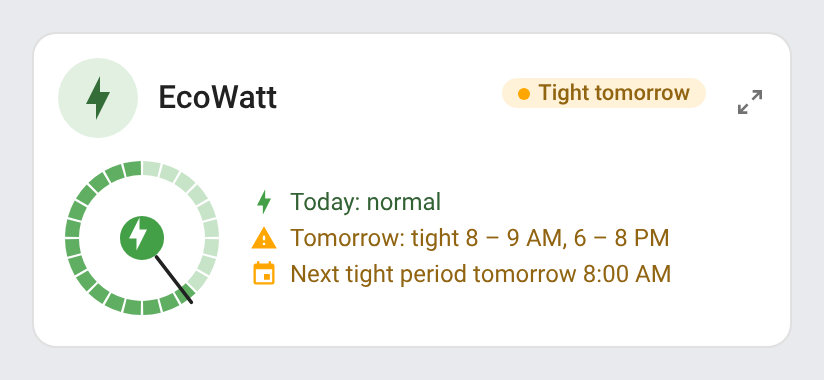 EcoWatt
Tight tomorrow
Today: normal
Tomorrow: tight 8 – 9 AM, 6 – 8 PM
Next tight period tomorrow 8:00 AM